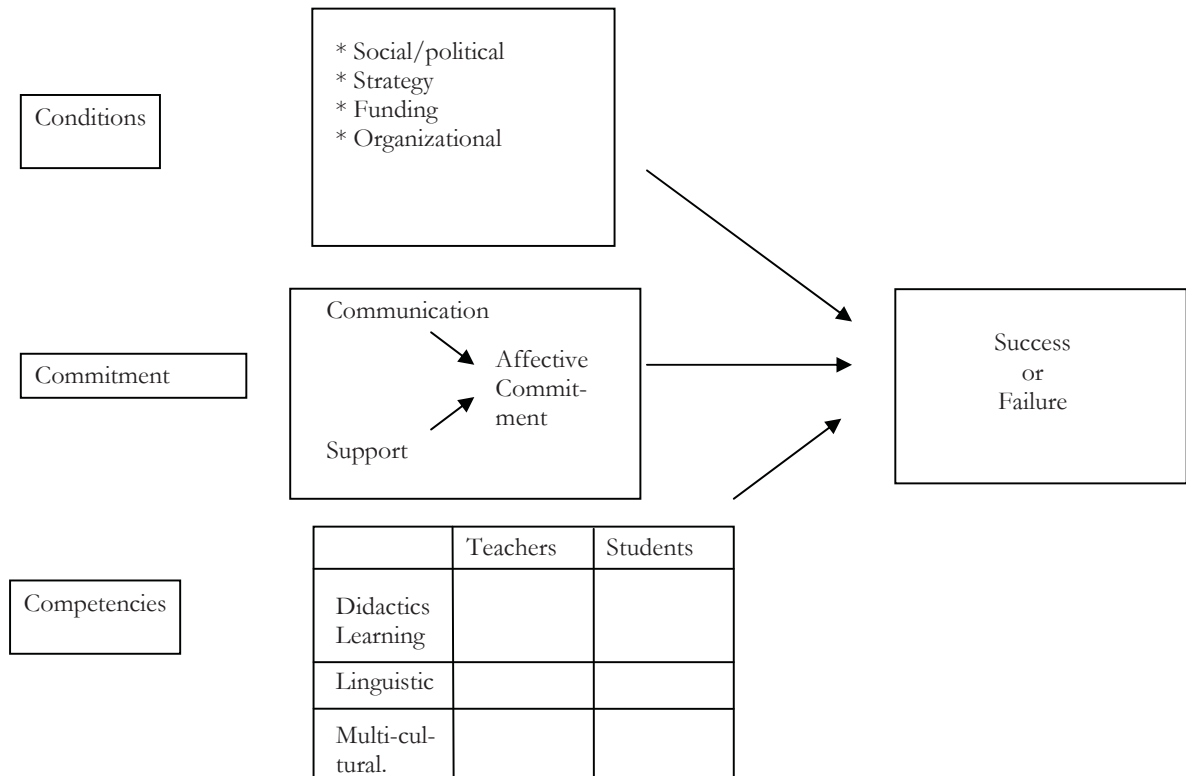 Conditions
* Social/political
* Strategy
* Funding
* Organizational
Commitment
Communication
Affective
Commit-
ment
Support
Success
or
Failure
Competencies
Teachers Students
Didactics
Learning
Linguistic
Multi-cul-
tural.